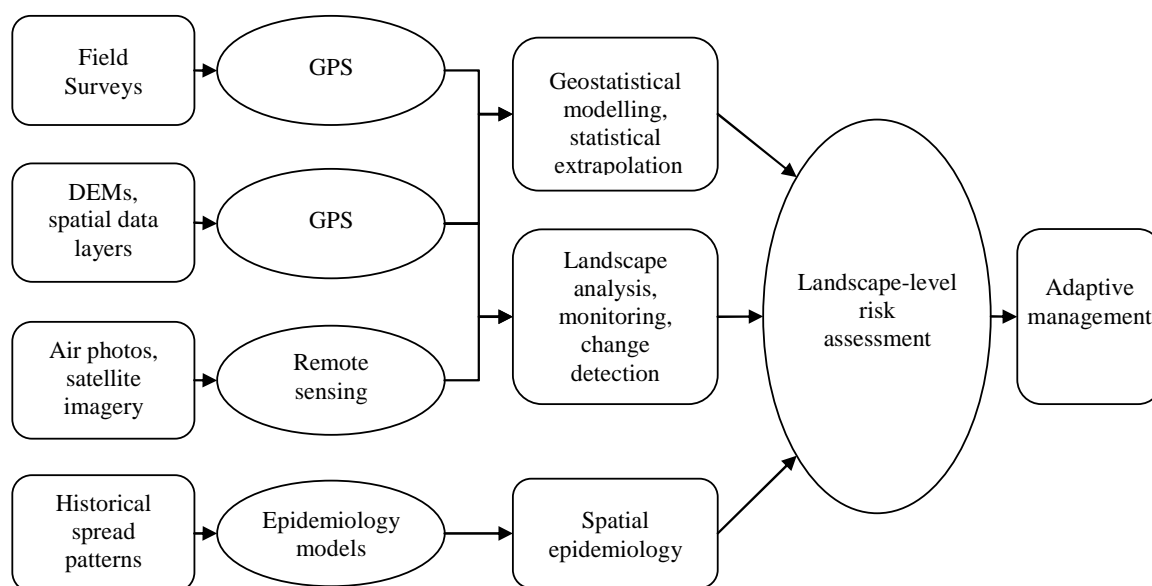 Field
Surveys
GPS
Geostatistical
modelling,
statistical
extrapolation
DEMs,
spatial data
layers
GPS
Landscape
analysis,
monitoring,
change
detection
Landscape-level
risk
assessment
Adaptive
management
Air photos,
satellite
imagery
Remote
sensing
Historical
spread
patterns
Epidemiology
models
Spatial
epidemiology